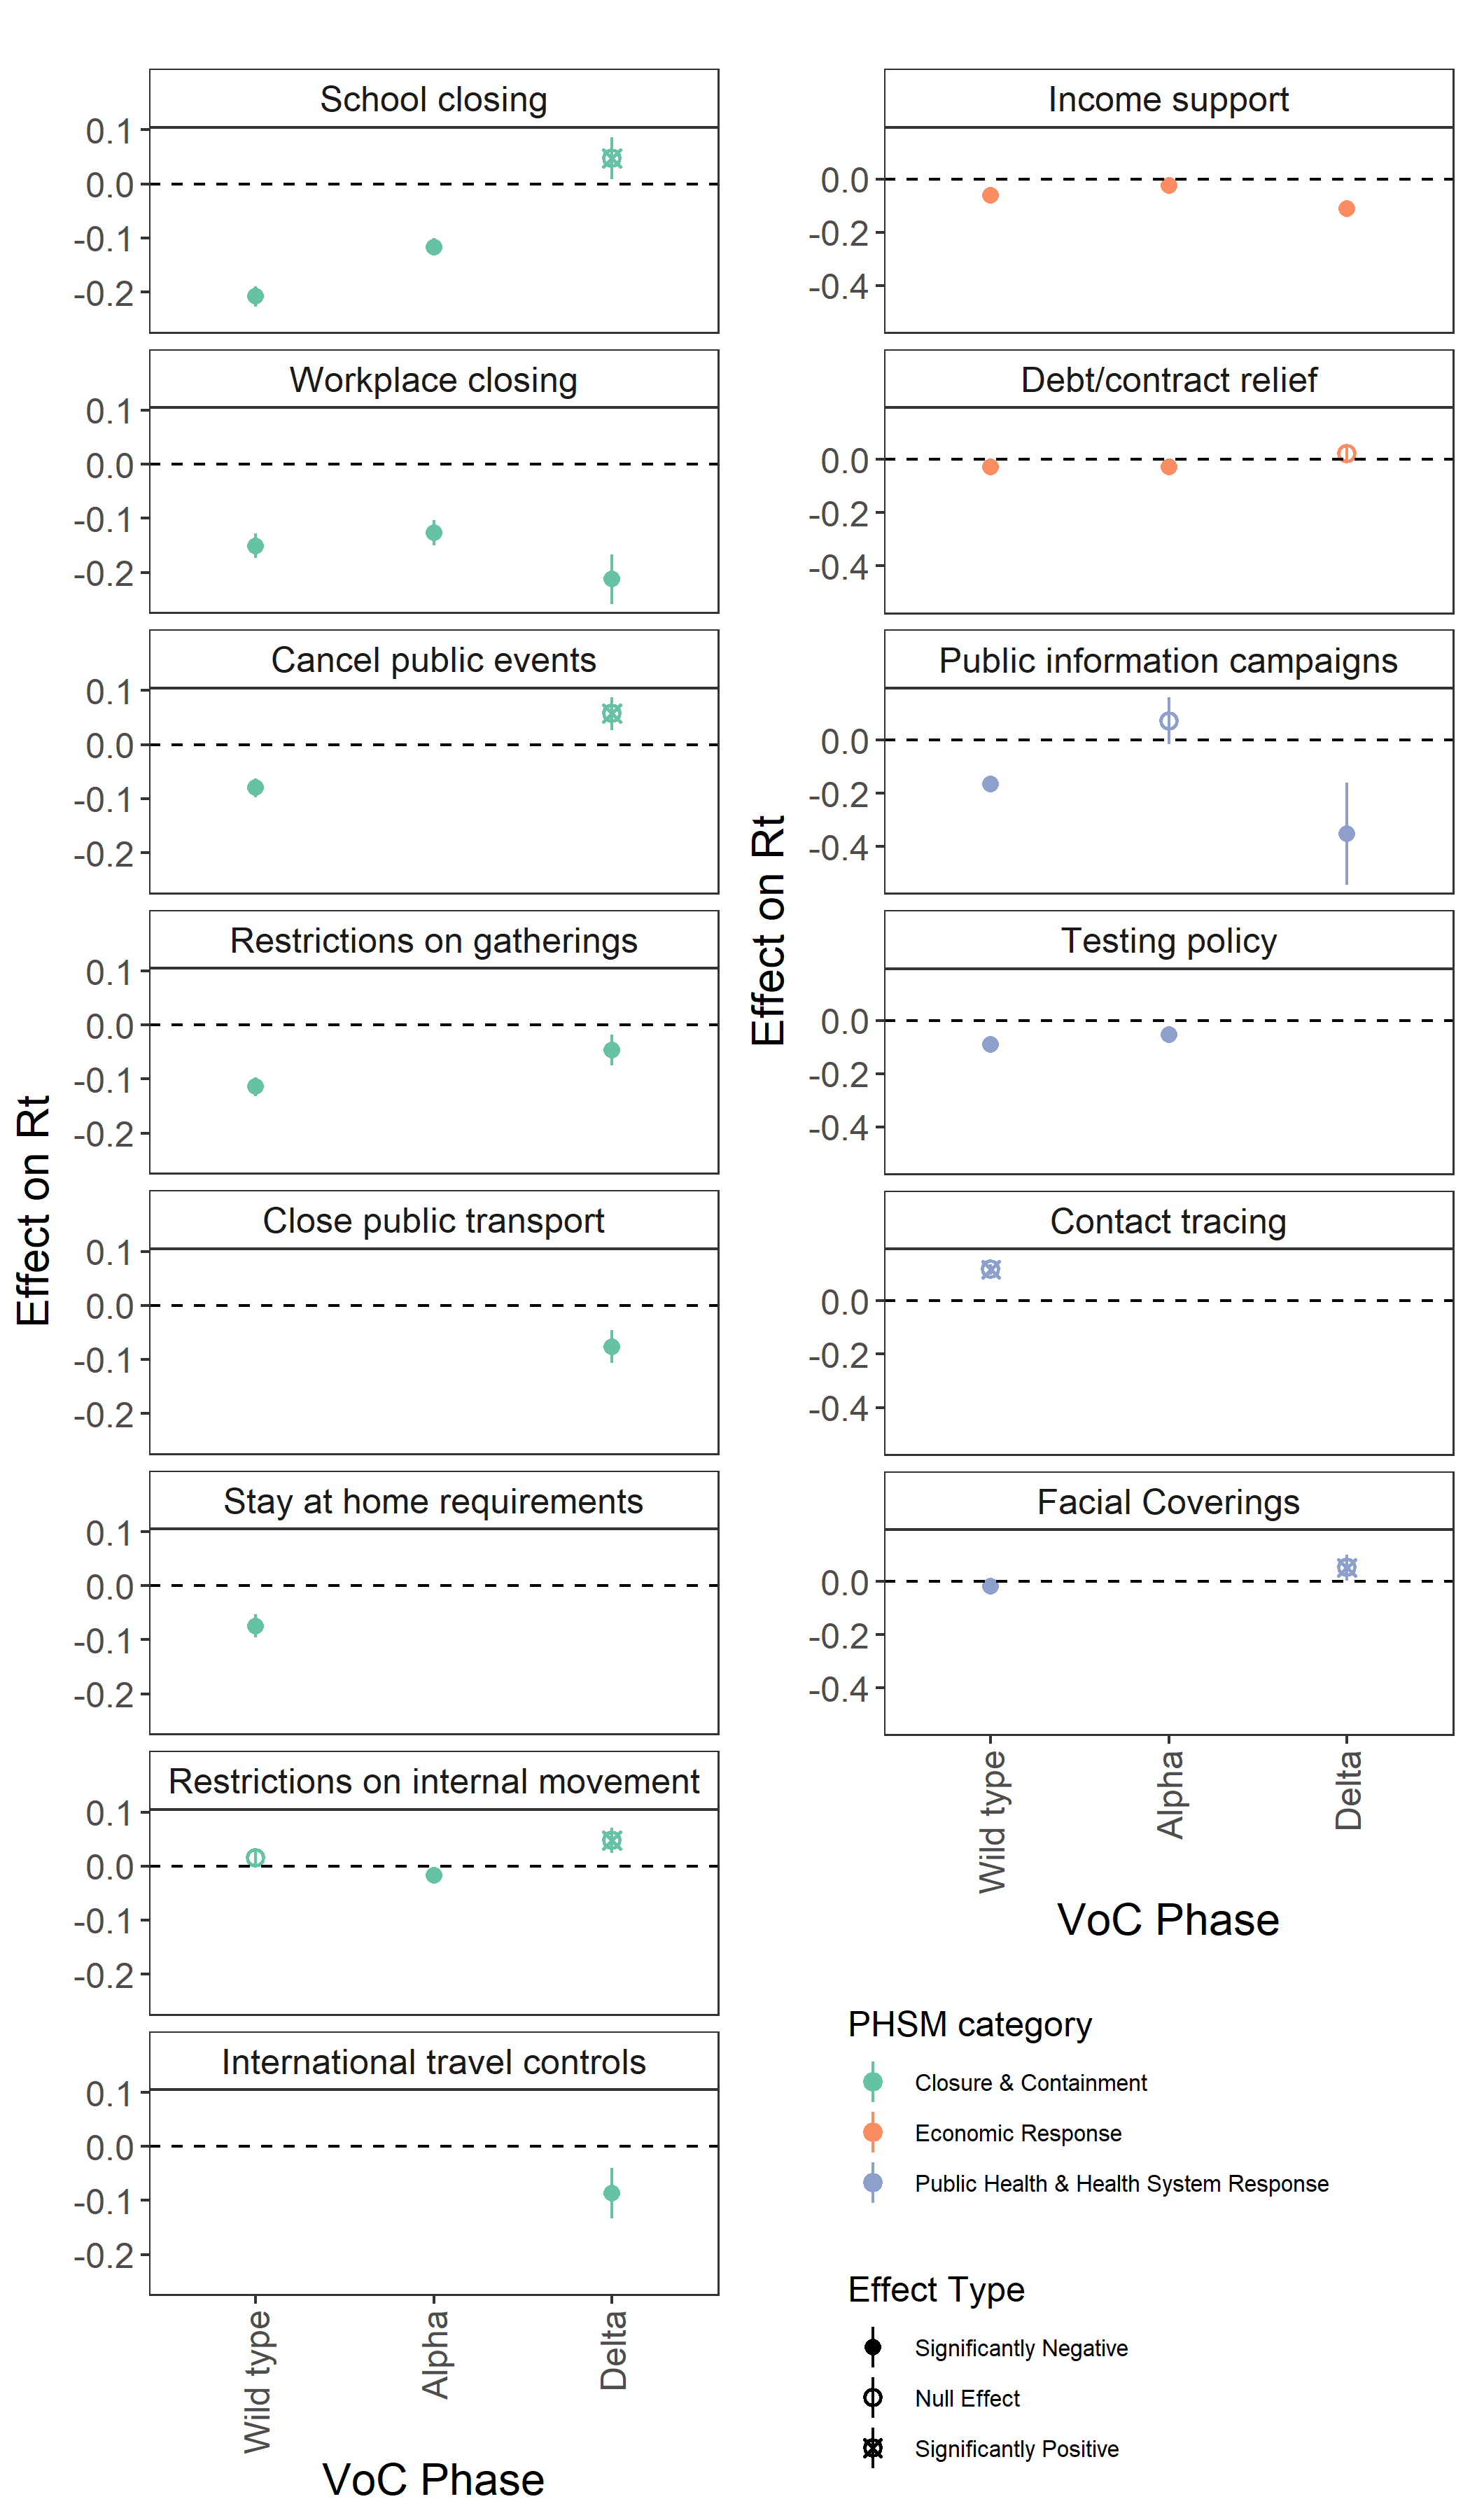 School closing
0.1
0.0
-0.1
-0.2
Workplace closing
0.1
0.0
-0.1
-0.2
Cancel public events
0.1
0.0
-0.1
-0.2
Restrictions on gatherings
0.1
0.0
-0.1
-0.2
Close public transport
0.1
0.0
-0.1
-0.2
Stay at home requirements
0.1
0.0
-0.1
-0.2
Restrictions on internal movement
0.1
0.0
-0.1
-0.2
International travel controls
0.1
0.0
-0.1
-0.2
Effect on Rt
Wild type
Alpha
Delta
VoC Phase
Income support
0.0
-0.2
-0.4
Debt/contract relief
0.0
-0.2
-0.4
Public information campaigns
0.0
-0.2
-0.4
Testing policy
0.0
-0.2
-0.4
Contact tracing
0.0
-0.2
-0.4
Facial Coverings
0.0
-0.2
-0.4
Effect on Rt
Wild type
Alpha
Delta
VoC Phase
PHSM category
Closure & Containment
Economic Response
Public Health & Health System Response
Effect Type
Significantly Negative
Null Effect
Significantly Positive